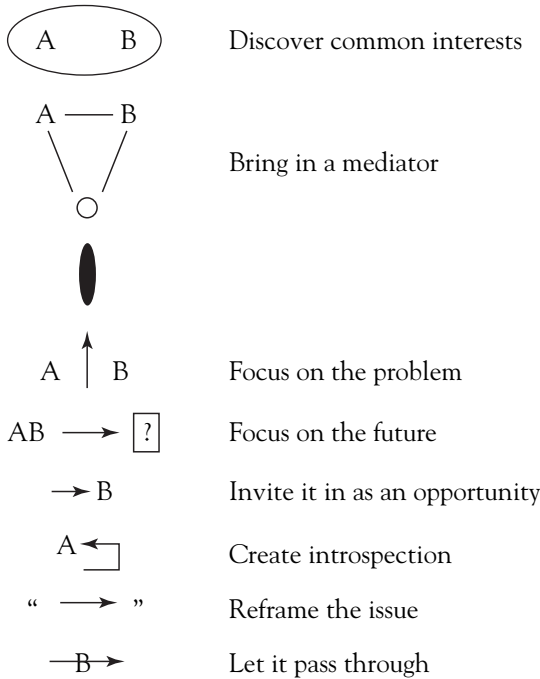 A B Discover common interests
A B
Bring in a mediator
A B Focus on the problem
AB ? Focus on the future
B Invite it in as an opportunity
A Create introspection
“ ” Reframe the issue
B Let it pass through